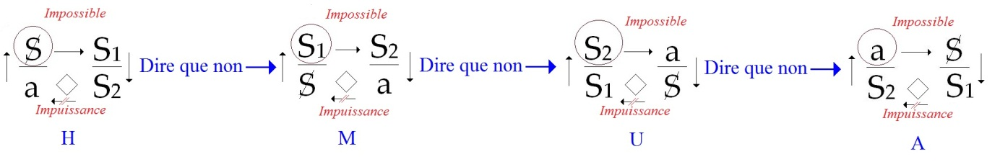 Impossible Impossible Impossible Impossible
$ → S1 S1 → S2 S2 → a a → $
Dire que non → Dire que non → Dire que non →
a ◇ S2 $ ◇ a S1 ◇ $ S2 ◇ S1
Impuissance Impuissance Impuissance Impuissance
H M U A